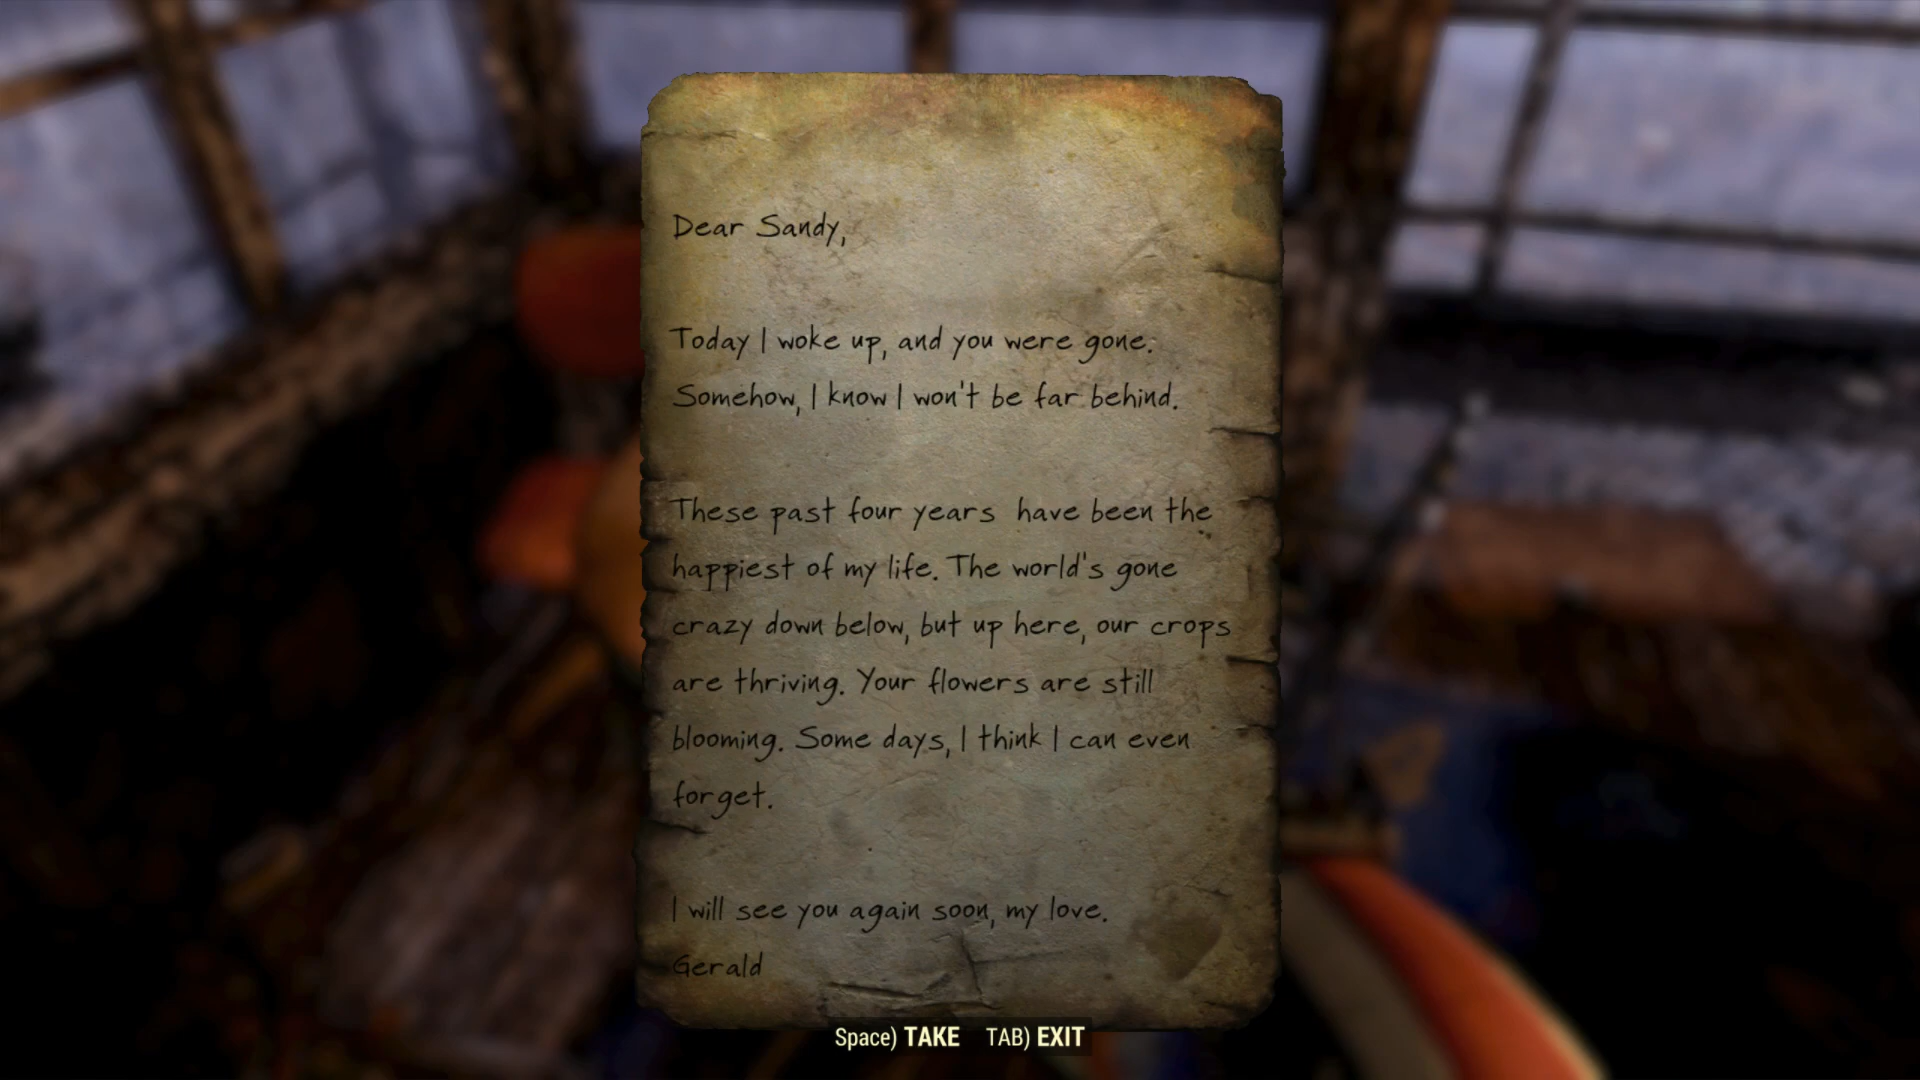 Dear Sandy,
Today I woke up, and you were gone.
Somehow, I know I won't be far behind.
These past four years  have been the
happiest of my life. The world's gone
crazy down below, but up here, our crops
are thriving. Your flowers are still
blooming. Some days, I think I can even
forget.
I will see you again soon, my love.
Gerald
Space) TAKE TAB) EXIT